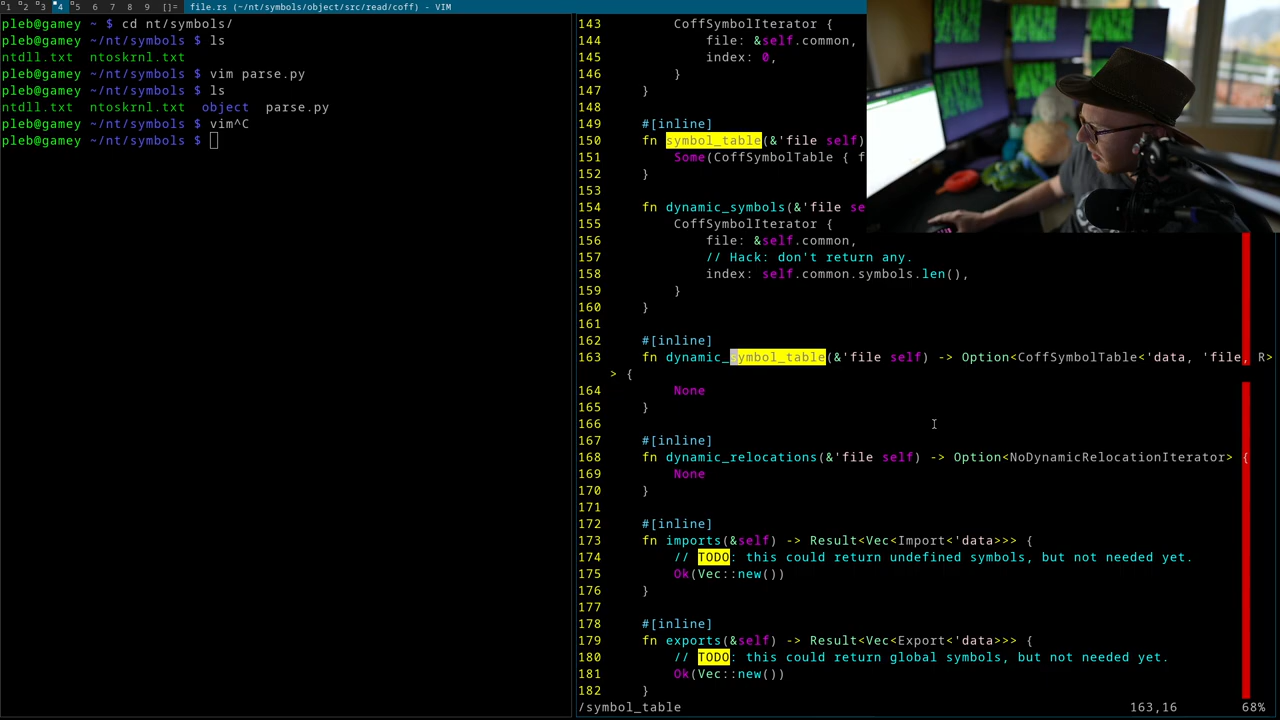 1 2 3 4 5 6 7 8 9 []= file.rs (~/nt/symbols/object/src/read/coff) - VIM
pleb@gamey ~ $ cd nt/symbols/
pleb@gamey ~/nt/symbols $ ls
ntdll.txt  ntoskrnl.txt
pleb@gamey ~/nt/symbols $ vim parse.py
pleb@gamey ~/nt/symbols $ ls
ntdll.txt  ntoskrnl.txt  object  parse.py
pleb@gamey ~/nt/symbols $ vim^C
pleb@gamey ~/nt/symbols $
143         CoffSymbolIterator {
144             file: &self.common,
145             index: 0,
146         }
147     }
148
149     #[inline]
150     fn symbol_table(&'file self)
151         Some(CoffSymbolTable { f
152     }
153
154     fn dynamic_symbols(&'file se
155         CoffSymbolIterator {
156             file: &self.common,
157             // Hack: don't return any.
158             index: self.common.symbols.len(),
159         }
160     }
161
162     #[inline]
163     fn dynamic_symbol_table(&'file self) -> Option<CoffSymbolTable<'data, 'file, R>
> {
164         None
165     }
166
167     #[inline]
168     fn dynamic_relocations(&'file self) -> Option<NoDynamicRelocationIterator> {
169         None
170     }
171
172     #[inline]
173     fn imports(&self) -> Result<Vec<Import<'data>>> {
174         // TODO: this could return undefined symbols, but not needed yet.
175         Ok(Vec::new())
176     }
177
178     #[inline]
179     fn exports(&self) -> Result<Vec<Export<'data>>> {
180         // TODO: this could return global symbols, but not needed yet.
181         Ok(Vec::new())
182     }
/symbol_table 163,16 68%